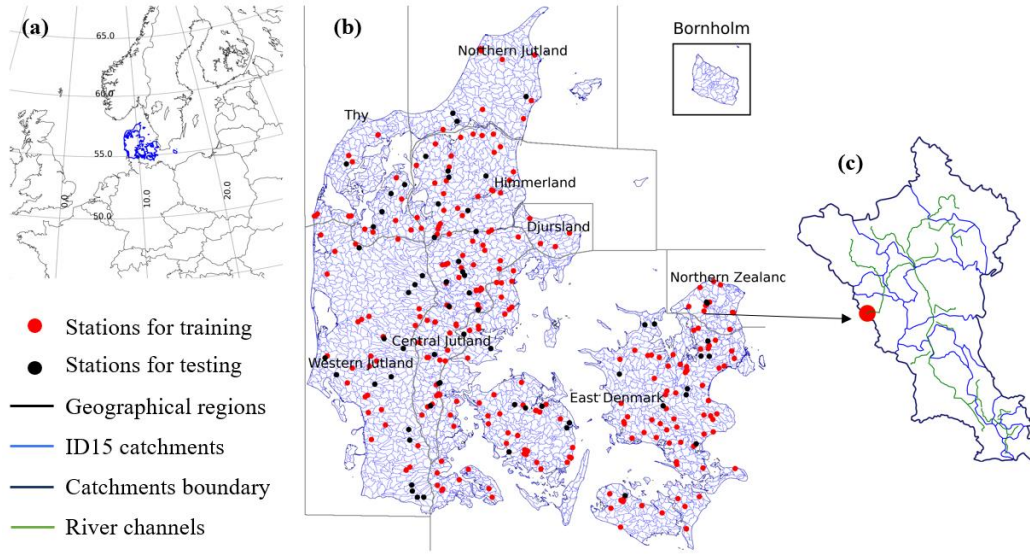 (a)
65.0
60.0
55.0
50.0
0.0
10.0
20.0
(b)
Bornholm
Northern Jutland
Thy
Himmerland
Djursland
Northern Zealanc
Central Jutland
Western Jutland
East Denmark
(c)
Stations for training
Stations for testing
Geographical regions
ID15 catchments
Catchments boundary
River channels